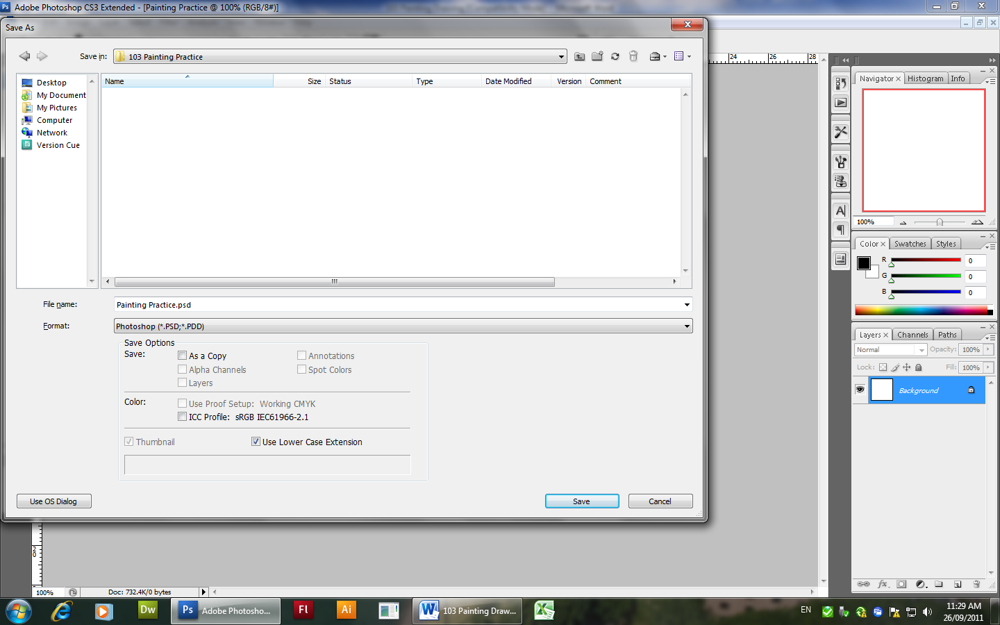 Adobe Photoshop CS3 Extended - [Painting Practice @ 100% (RGB/8#)]
Save As
Save in: 103 Painting Practice
Desktop
My Document
My Pictures
Computer
Network
Version Cue
Name Size Status Type Date Modified Version Comment
File name: Painting Practice.psd
Format: Photoshop (*.PSD;*.PDD)
Save Options
Save: As a Copy Annotations
Alpha Channels Spot Colors
Layers
Color: Use Proof Setup: Working CMYK
ICC Profile: sRGB IEC61966-2.1
Thumbnail Use Lower Case Extension
Use OS Dialog Save Cancel
24 26 28
Navigator Histogram Info
100%
Color Swatches Styles
R 0
G 0
B 0
Layers Channels Paths
Normal Opacity: 100%
Lock: Fill: 100%
Background
20
100% Doc: 732.4K/0 bytes
Dw Ps Adobe Photosho... Fl Ai 103 Painting Draw... EN 11:29 AM
26/09/2011